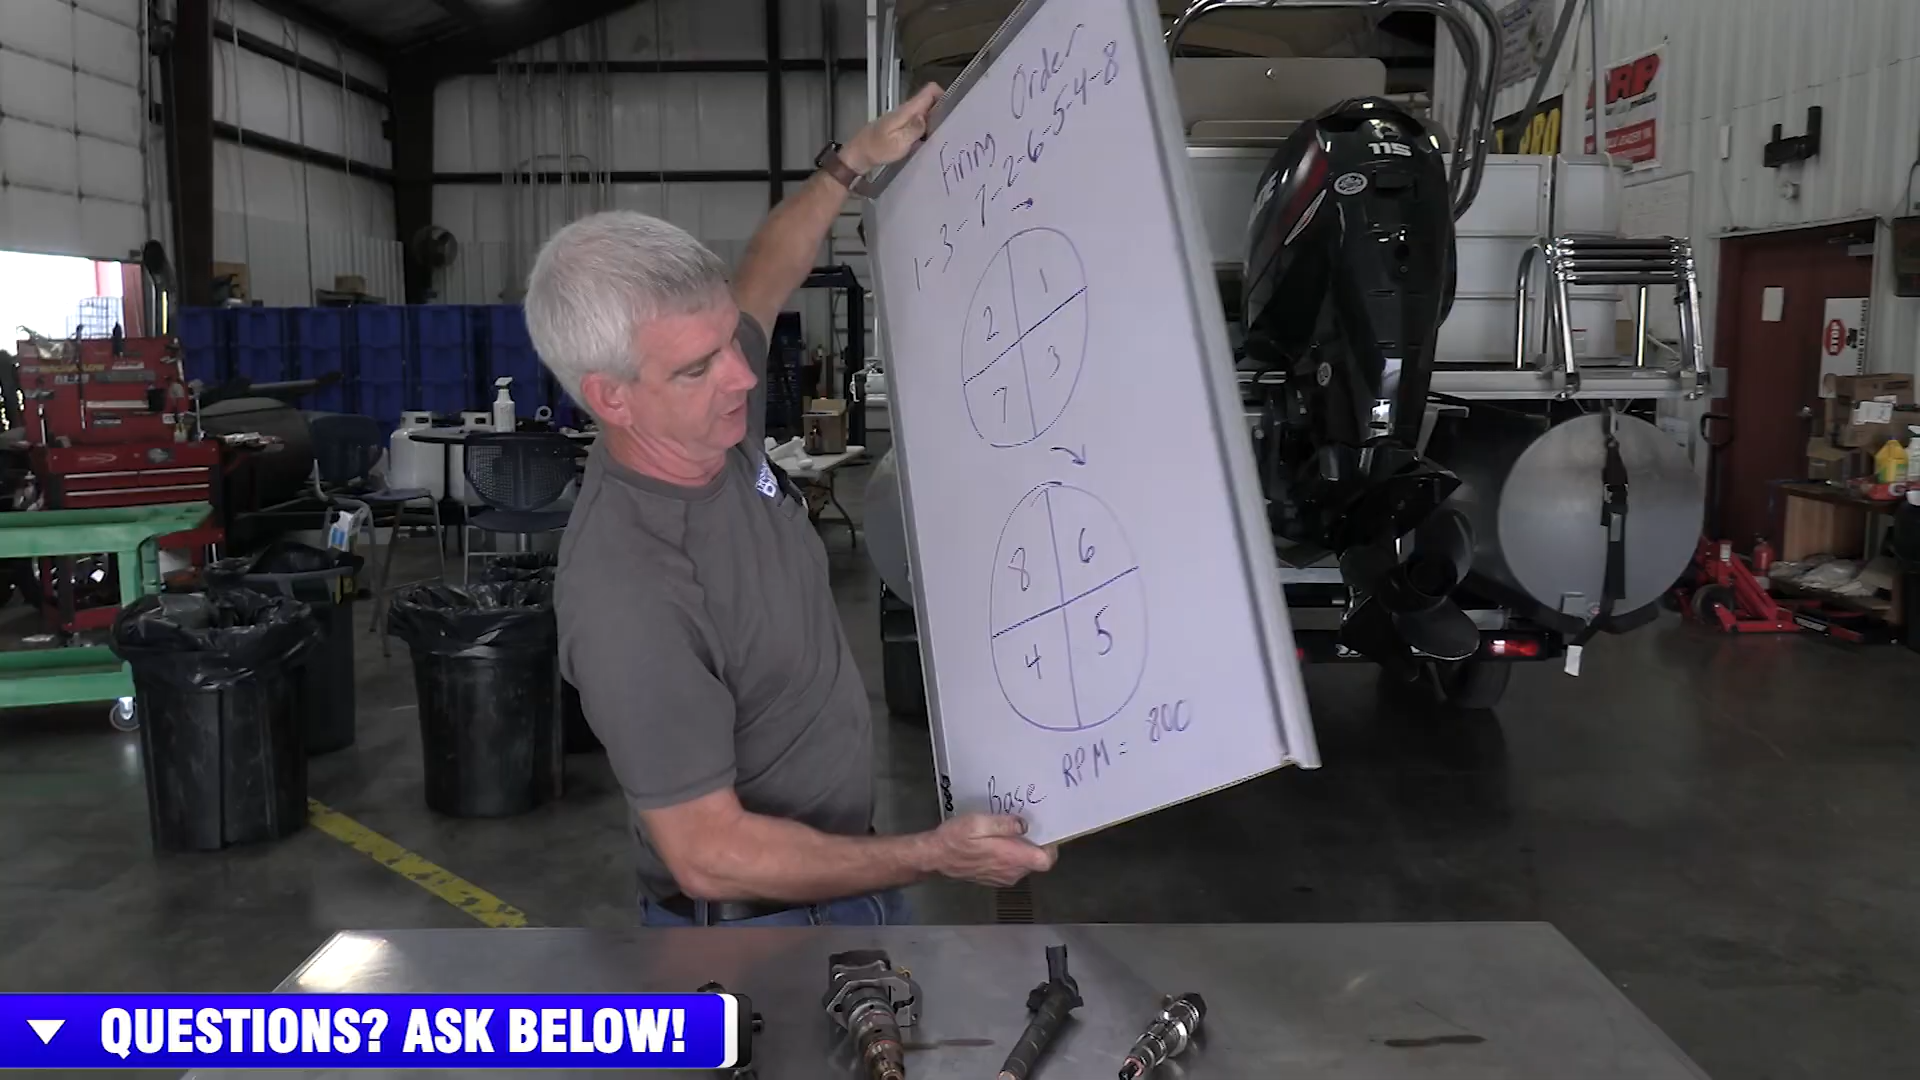 Firing Order
1-3-7-2-6-5-4-8
2 1
7 3
8 6
4 5
Base RPM = 800
115
STOP
QUESTIONS? ASK BELOW!